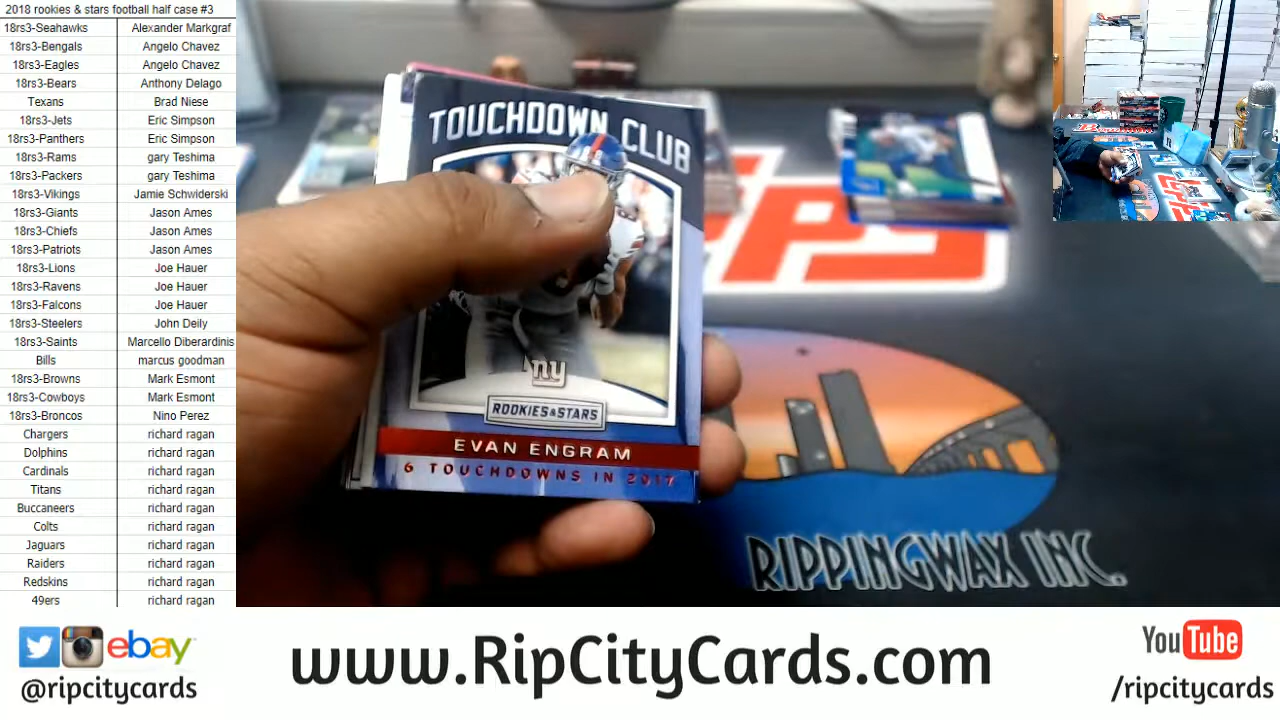 2018 rookies & stars football half case #3
18rs3-Seahawks Alexander Markgraf
18rs3-Bengals Angelo Chavez
18rs3-Eagles Angelo Chavez
18rs3-Bears Anthony Delago
Texans Brad Niese
18rs3-Jets Eric Simpson
18rs3-Panthers Eric Simpson
18rs3-Rams gary Teshima
18rs3-Packers gary Teshima
18rs3-Vikings Jamie Schwiderski
18rs3-Giants Jason Ames
18rs3-Chiefs Jason Ames
18rs3-Patriots Jason Ames
18rs3-Lions Joe Hauer
18rs3-Ravens Joe Hauer
18rs3-Falcons Joe Hauer
18rs3-Steelers John Deily
18rs3-Saints Marcello Diberardinis
Bills marcus goodman
18rs3-Browns Mark Esmont
18rs3-Cowboys Mark Esmont
18rs3-Broncos Nino Perez
Chargers richard ragan
Dolphins richard ragan
Cardinals richard ragan
Titans richard ragan
Buccaneers richard ragan
Colts richard ragan
Jaguars richard ragan
Raiders richard ragan
Redskins richard ragan
49ers richard ragan
TOUCHDOWN CLUB
ny
ROOKIES & STARS
EVAN ENGRAM
6 TOUCHDOWNS IN 2017
RIPPINGWAX INC.
ebay
@ripcitycards
www.RipCityCards.com
YouTube
/ripcitycards